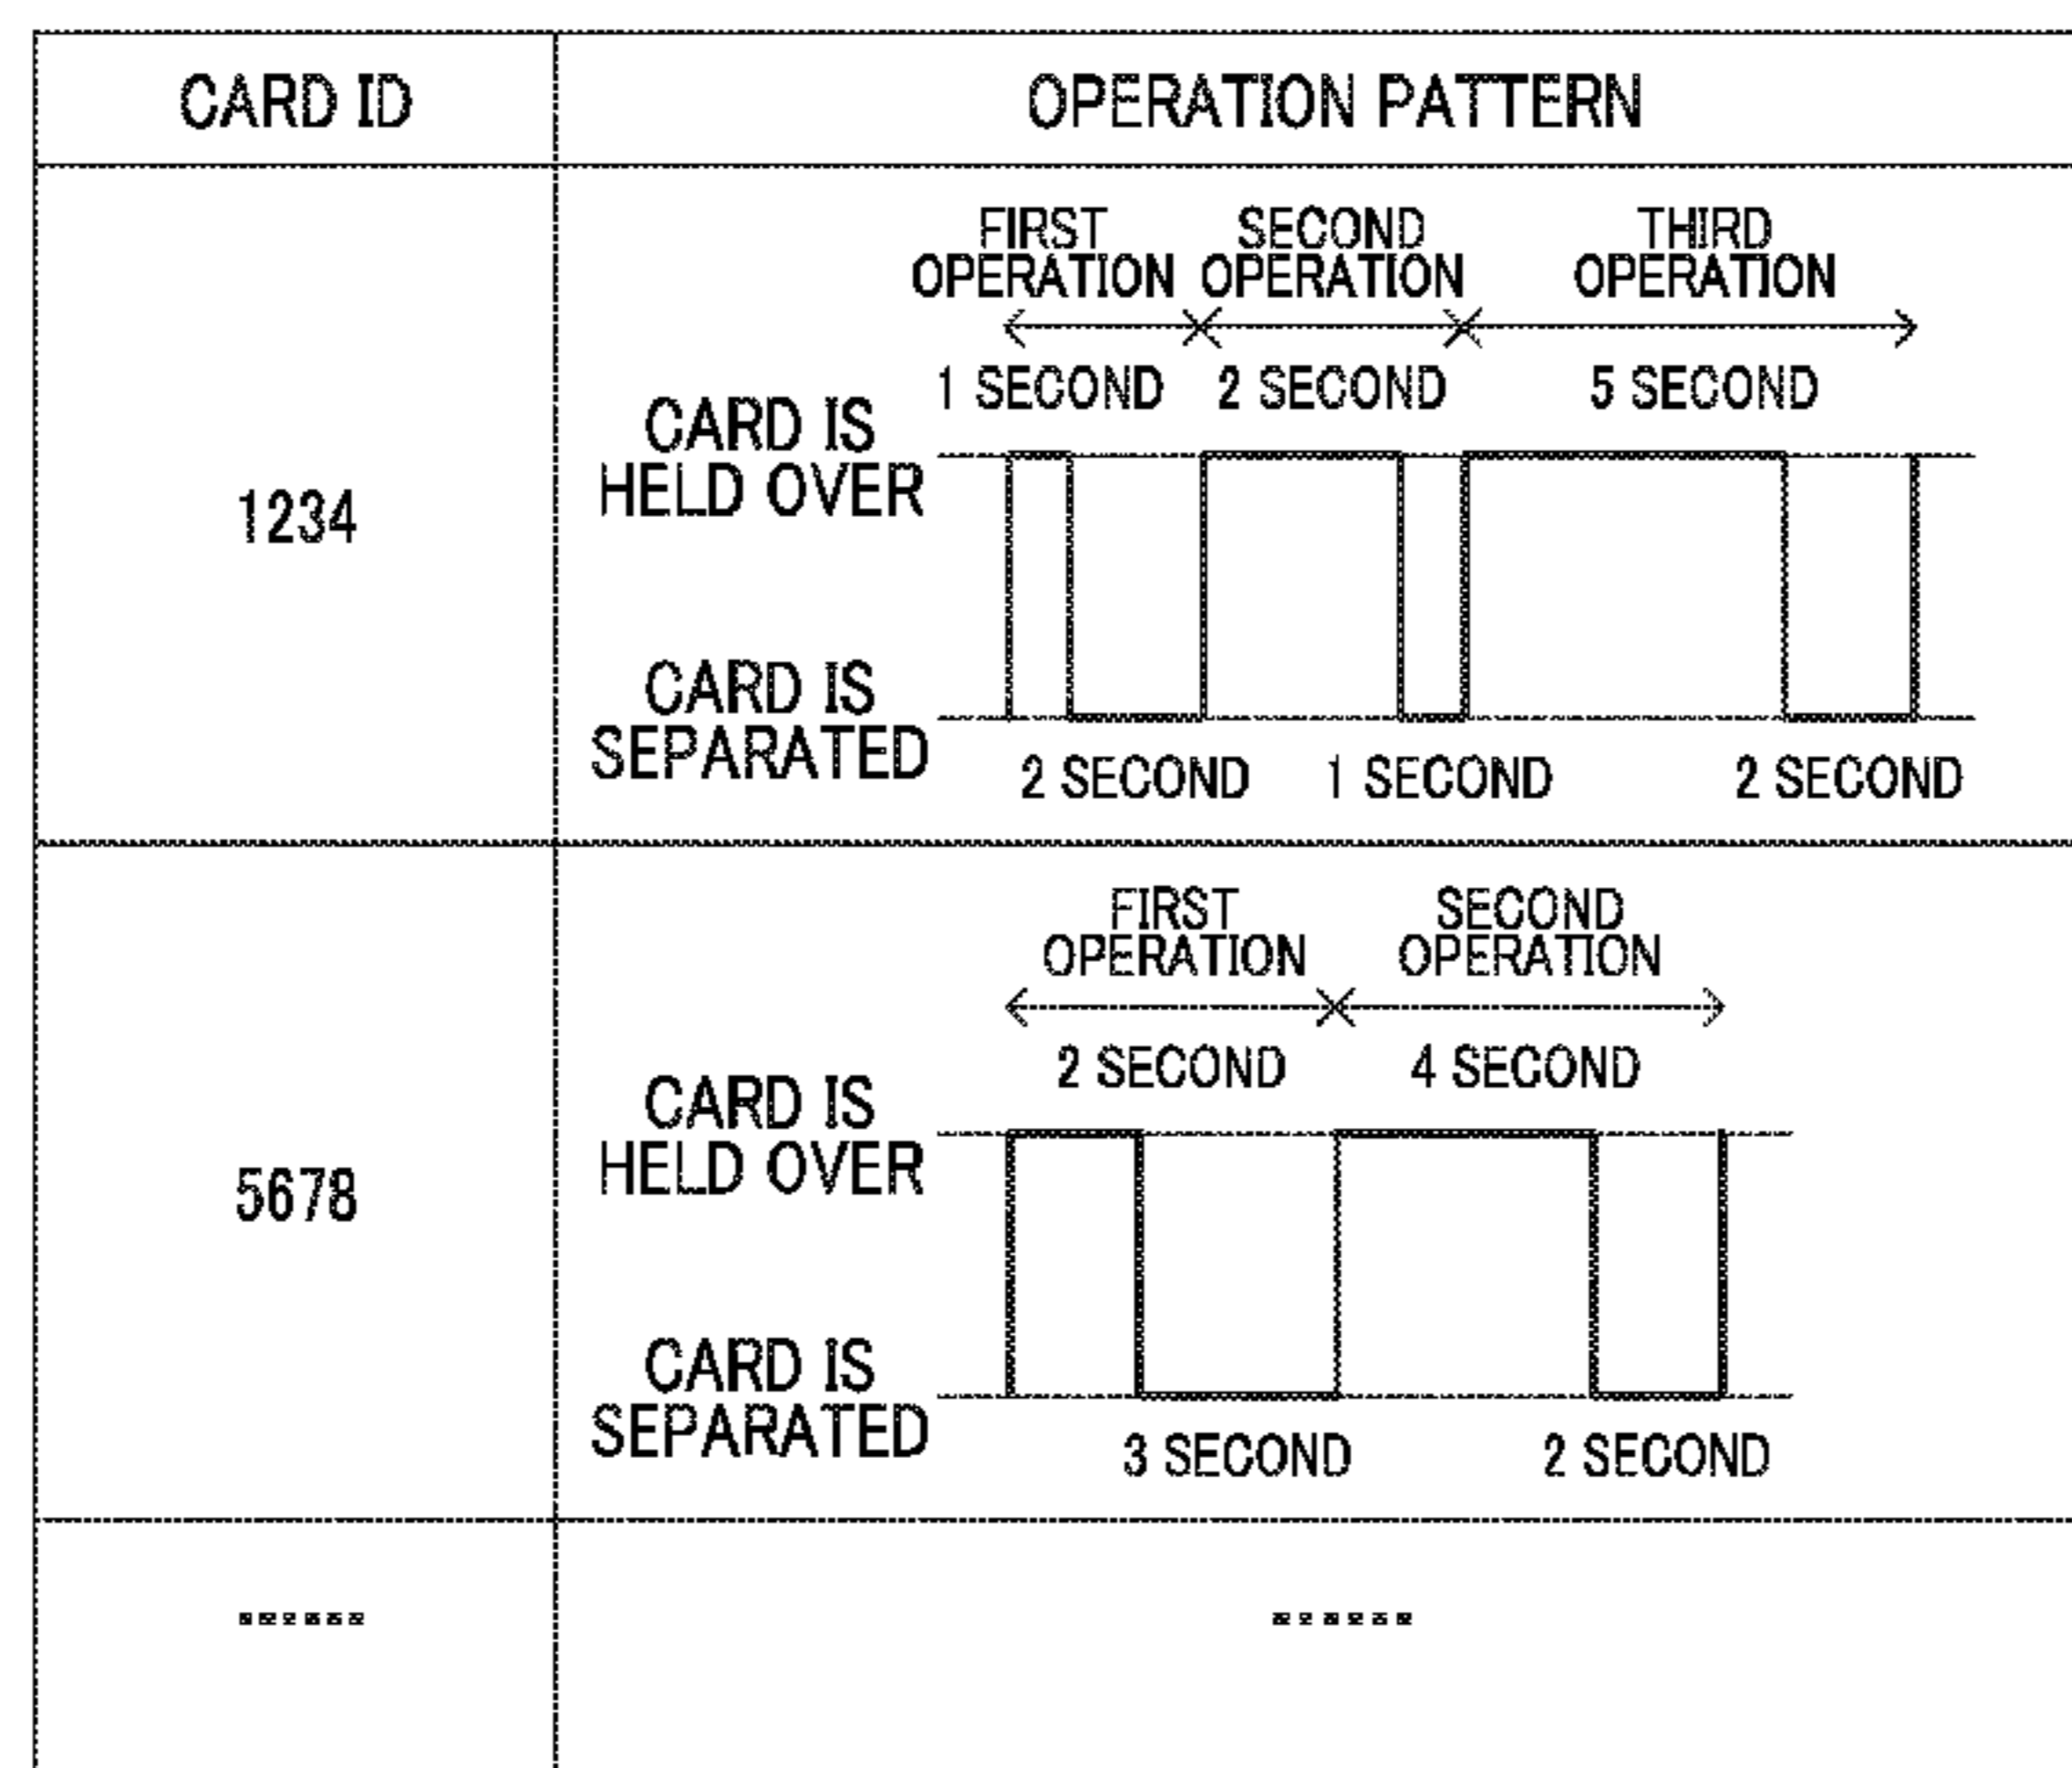 CARD ID
OPERATION PATTERN
1234
FIRST
OPERATION
SECOND
OPERATION
THIRD
OPERATION
1 SECOND
2 SECOND
5 SECOND
CARD IS
HELD OVER
CARD IS
SEPARATED
2 SECOND
1 SECOND
2 SECOND
5678
FIRST
OPERATION
SECOND
OPERATION
2 SECOND
4 SECOND
CARD IS
HELD OVER
CARD IS
SEPARATED
3 SECOND
2 SECOND